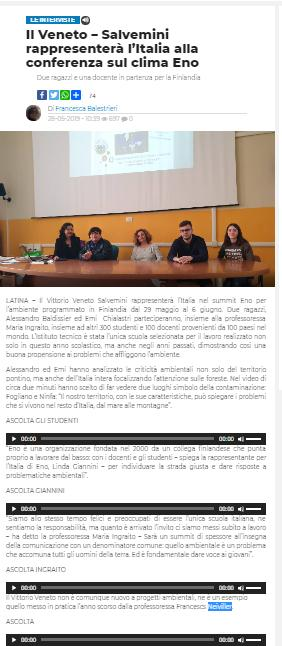 LE INTERVISTE
Il Veneto – Salvemini
rappresenterà l'Italia alla
conferenza sul clima Eno
Due ragazzi e una docente in partenza per la Finlandia
74
Di Francesca Balestrieri
28-05-2019 - 10:39 697 0
LATINA – Il Vittorio Veneto Salvemini rappresenterà l'Italia nel summit Eno per
l'ambiente programmato in Finlandia dal 29 maggio al 6 giugno. Due ragazzi,
Alessandro Baldissier ed Emi Chialastri parteciperanno, insieme alla professoressa
Maria Ingraito, insieme ad altri 300 studenti e 100 docenti provenienti da 100 paesi nel
mondo. L'istituto tecnico è stata l'unica scuola selezionata per il lavoro realizzato non
solo in questo anno scolastico, ma anche negli anni passati, dimostrando così una
buona propensione ai problemi che affliggono l'ambiente.
Alessandro ed Emi hanno analizzato le criticità ambientali non solo del territorio
pontino, ma anche dell'Italia intera focalizzando l'attenzione sulle foreste. Nel video di
circa due minuti hanno scelto di far vedere due luoghi simbolo della contaminazione:
Fogliano e Ninfa: "Il nostro territorio, con le sue caratteristiche, può spiegare i problemi
che si vivono nel resto d'Italia, dal mare alle montagne".
ASCOLTA GLI STUDENTI
00:00 00:00
"Eno è una organizzazione fondata nel 2000 da un collega finlandese che punta
proprio a lavorare dal basso: con i docenti e gli studenti – spiega la rappresentante per
l'Italia di Eno, Linda Giannini – per individuare la strada giusta e dare risposte a
problematiche ambientali".
ASCOLTA GIANNINI
00:00 00:00
"Siamo allo stesso tempo felici e preoccupati di essere l'unica scuola italiana, ne
sentiamo la responsabilità, ma quando è arrivato l'invito ci siamo messi subito a lavoro
– ha detto la professoressa Maria Ingraito – Sarà un summit di spessore all'insegna
della comunicazione con un denominatore comune: quello ambientale e un problema
che accomuna tutti gli uomini della terra. Ed è fondamentale dare voce ai giovani".
ASCOLTA INGRAITO
00:00 00:00
Il Vittorio Veneto non è comunque nuovo a progetti ambientali, ne è un esempio
quello messo in pratica l'anno scorso dalla professoressa Francesca Neiviller.
ASCOLTA
00:00 00:00